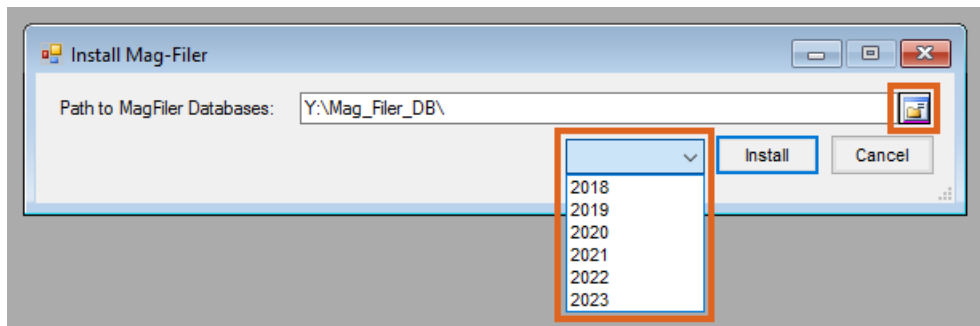 Install Mag-Filer
Path to MagFiler Databases: Y:\Mag_Filer_DB\
Install Cancel
2018
2019
2020
2021
2022
2023